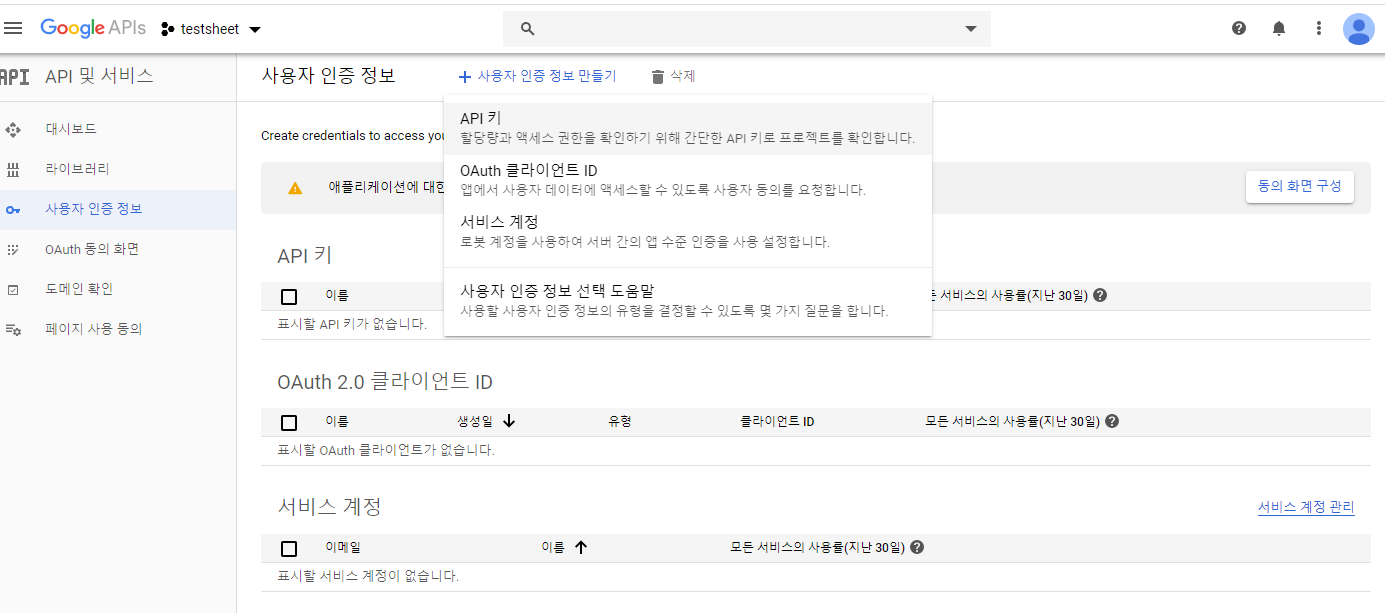 Google APIs testsheet
API API 및 서비스
대시보드
라이브러리
사용자 인증 정보
OAuth 동의 화면
도메인 확인
페이지 사용 동의
사용자 인증 정보 + 사용자 인증 정보 만들기 삭제
Create credentials to access
애플리케이션에 대한
동의 화면 구성
API 키
할당량과 액세스 권한을 확인하기 위해 간단한 API 키로 프로젝트를 확인합니다.
OAuth 클라이언트 ID
앱에서 사용자 데이터에 액세스할 수 있도록 사용자 동의를 요청합니다.
서비스 계정
로봇 계정을 사용하여 서버 간의 앱 수준 인증을 사용 설정합니다.
사용자 인증 정보 선택 도움말
사용할 사용자 인증 정보의 유형을 결정할 수 있도록 몇 가지 질문을 합니다.
API 키
이름 서비스의 사용률(지난 30일)
표시할 API 키가 없습니다.
OAuth 2.0 클라이언트 ID
이름 생성일 ↓ 유형 클라이언트 ID 모든 서비스의 사용률(지난 30일)
표시할 OAuth 클라이언트가 없습니다.
서비스 계정 서비스 계정 관리
이메일 이름 ↑ 모든 서비스의 사용률(지난 30일)
표시할 서비스 계정이 없습니다.